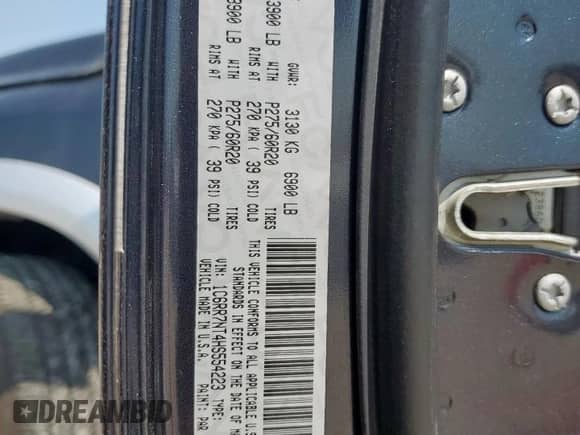 GVWR: 3130 KG 6900 LB
3900 LB WITH P275/60R20 TIRES
RIMS AT 270 KPA ( 39 PSI) COLD
3900 LB WITH P275/60R20 TIRES
RIMS AT 270 KPA ( 39 PSI) COLD
THIS VEHICLE CONFORMS TO ALL APPLICABLE
STANDARDS IN EFFECT ON THE DATE OF
VIN: 1C6RR7NT4HS554223 TYPE:
VEHICLE MADE IN U.S.A. PAINT: PAR
DREAMBID